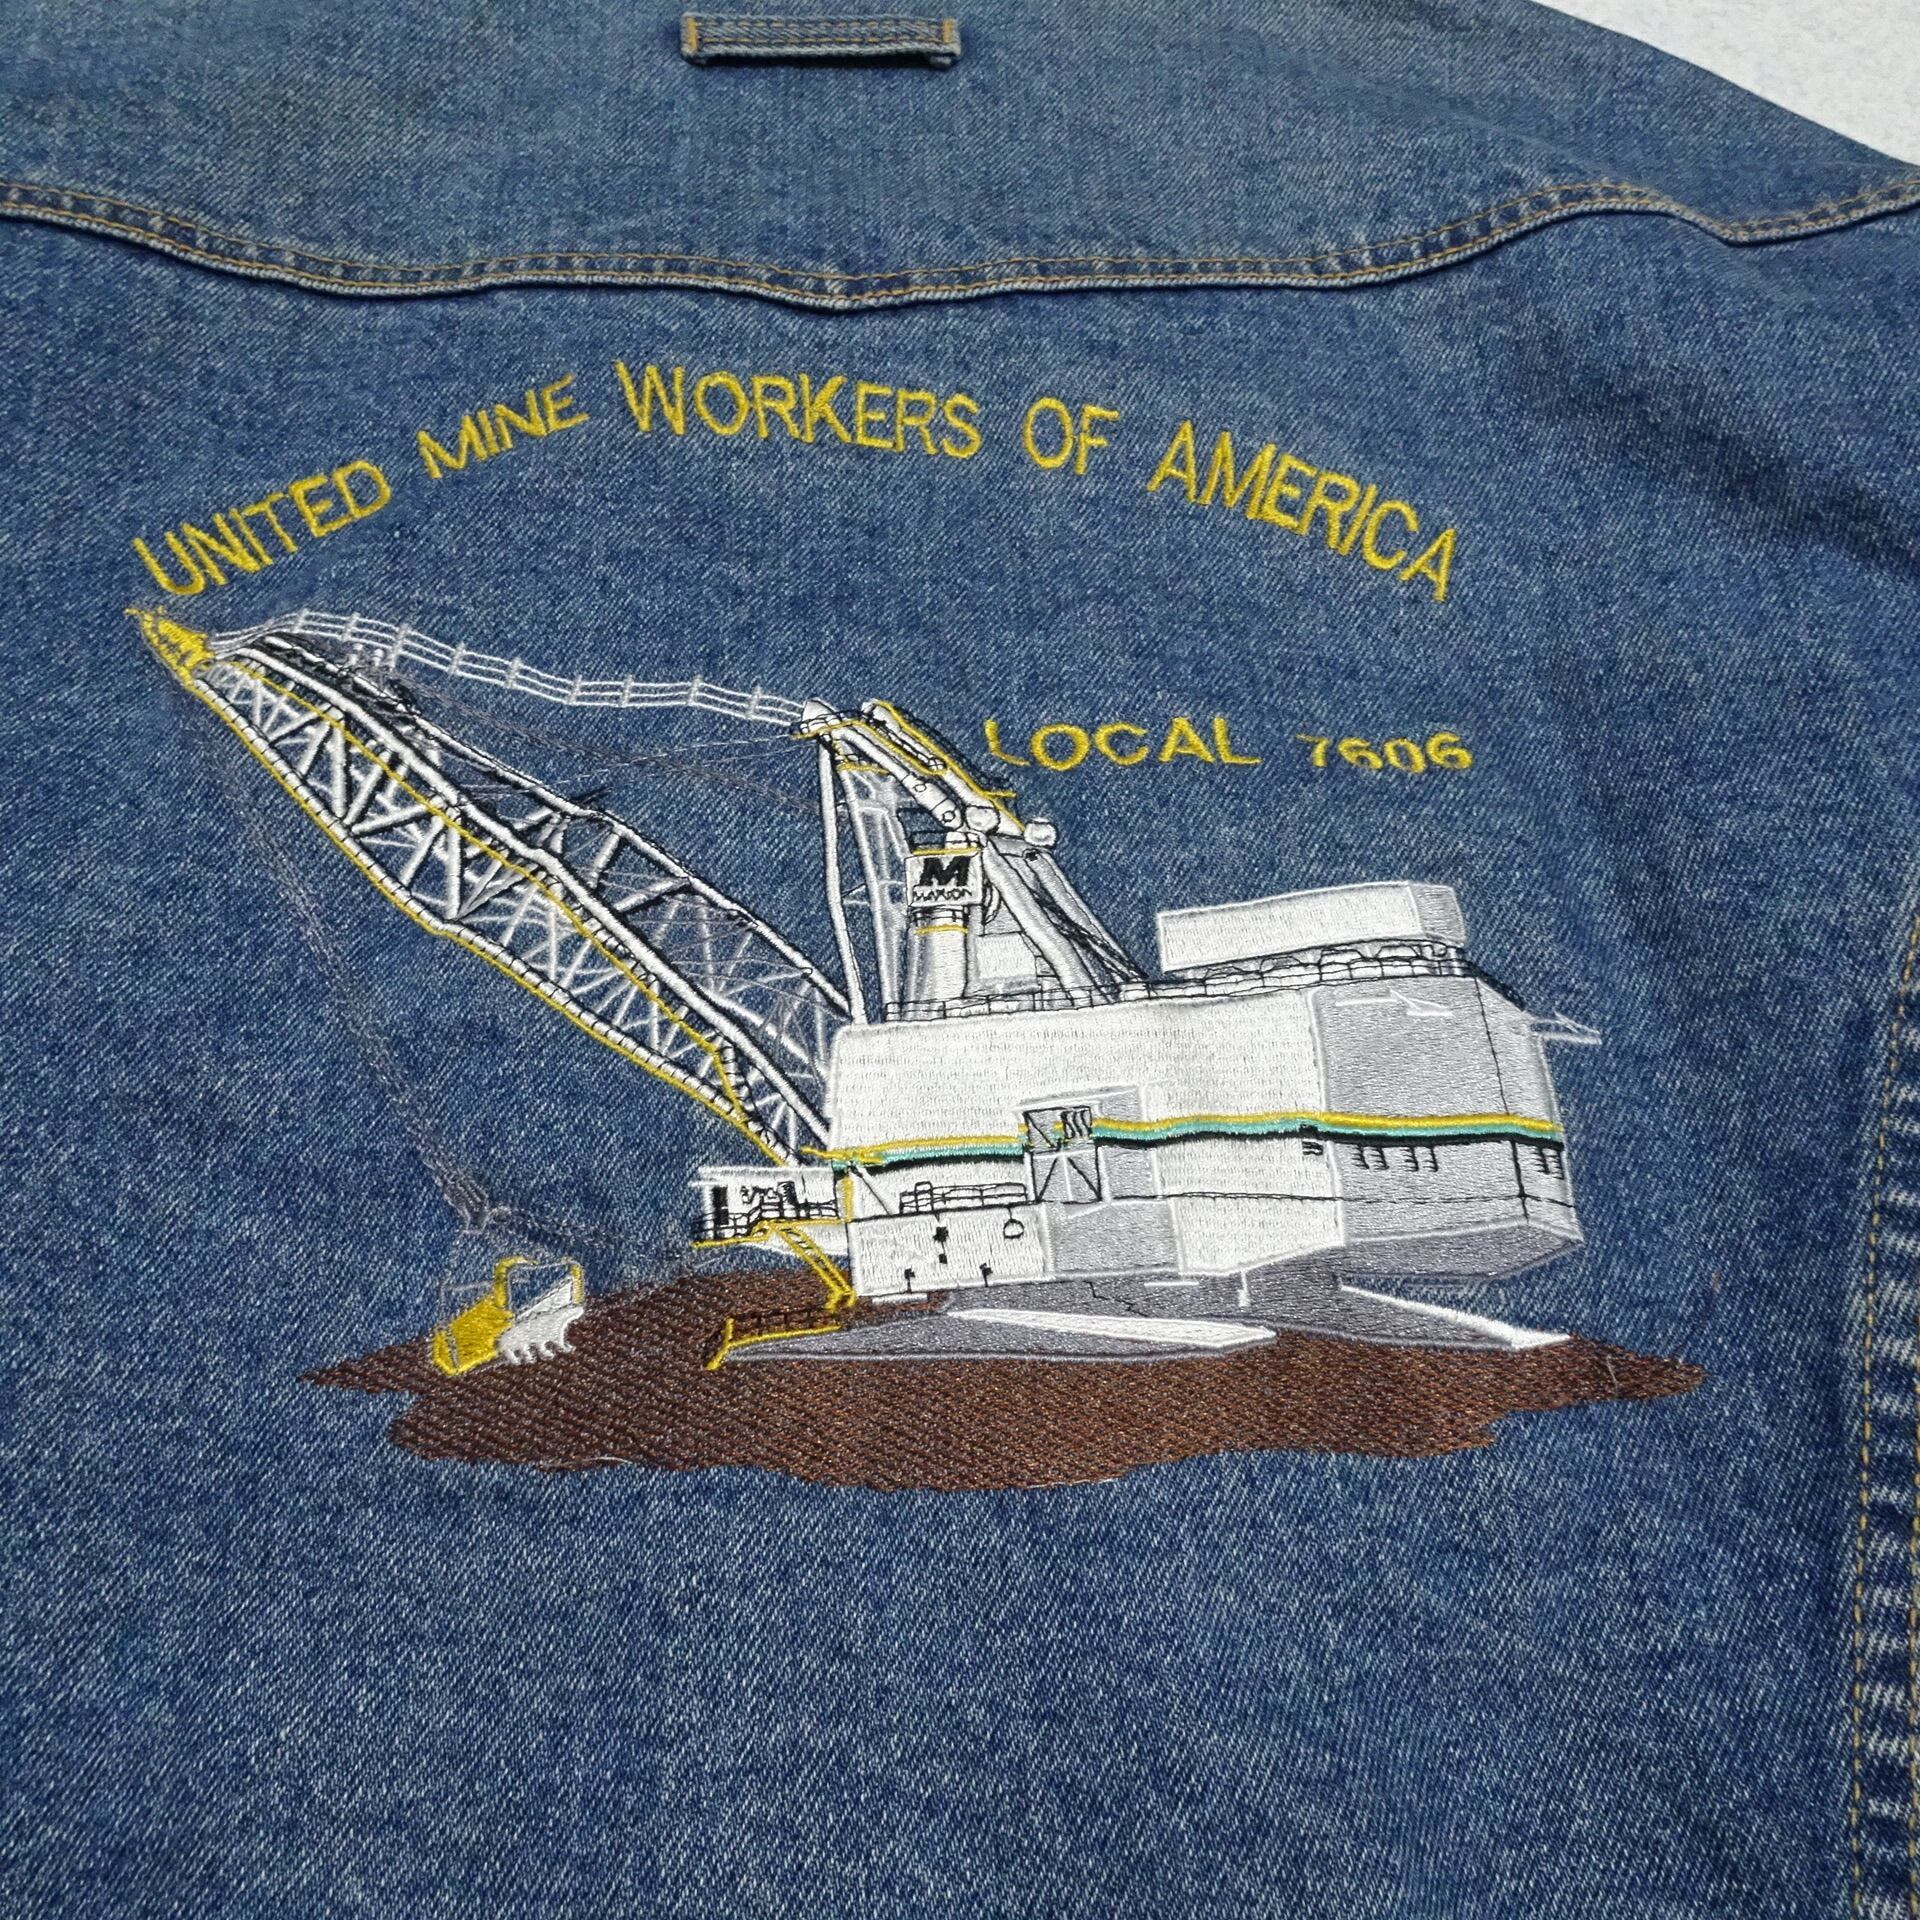 UNITED MINE WORKERS OF AMERICA
LOCAL 7606
M
MARION